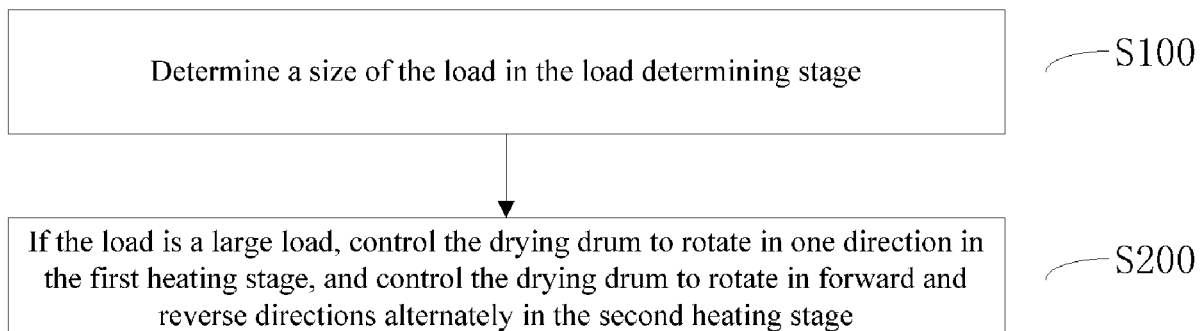 Determine a size of the load in the load determining stage
S100
If the load is a large load, control the drying drum to rotate in one direction in
the first heating stage, and control the drying drum to rotate in forward and
reverse directions alternately in the second heating stage
S200